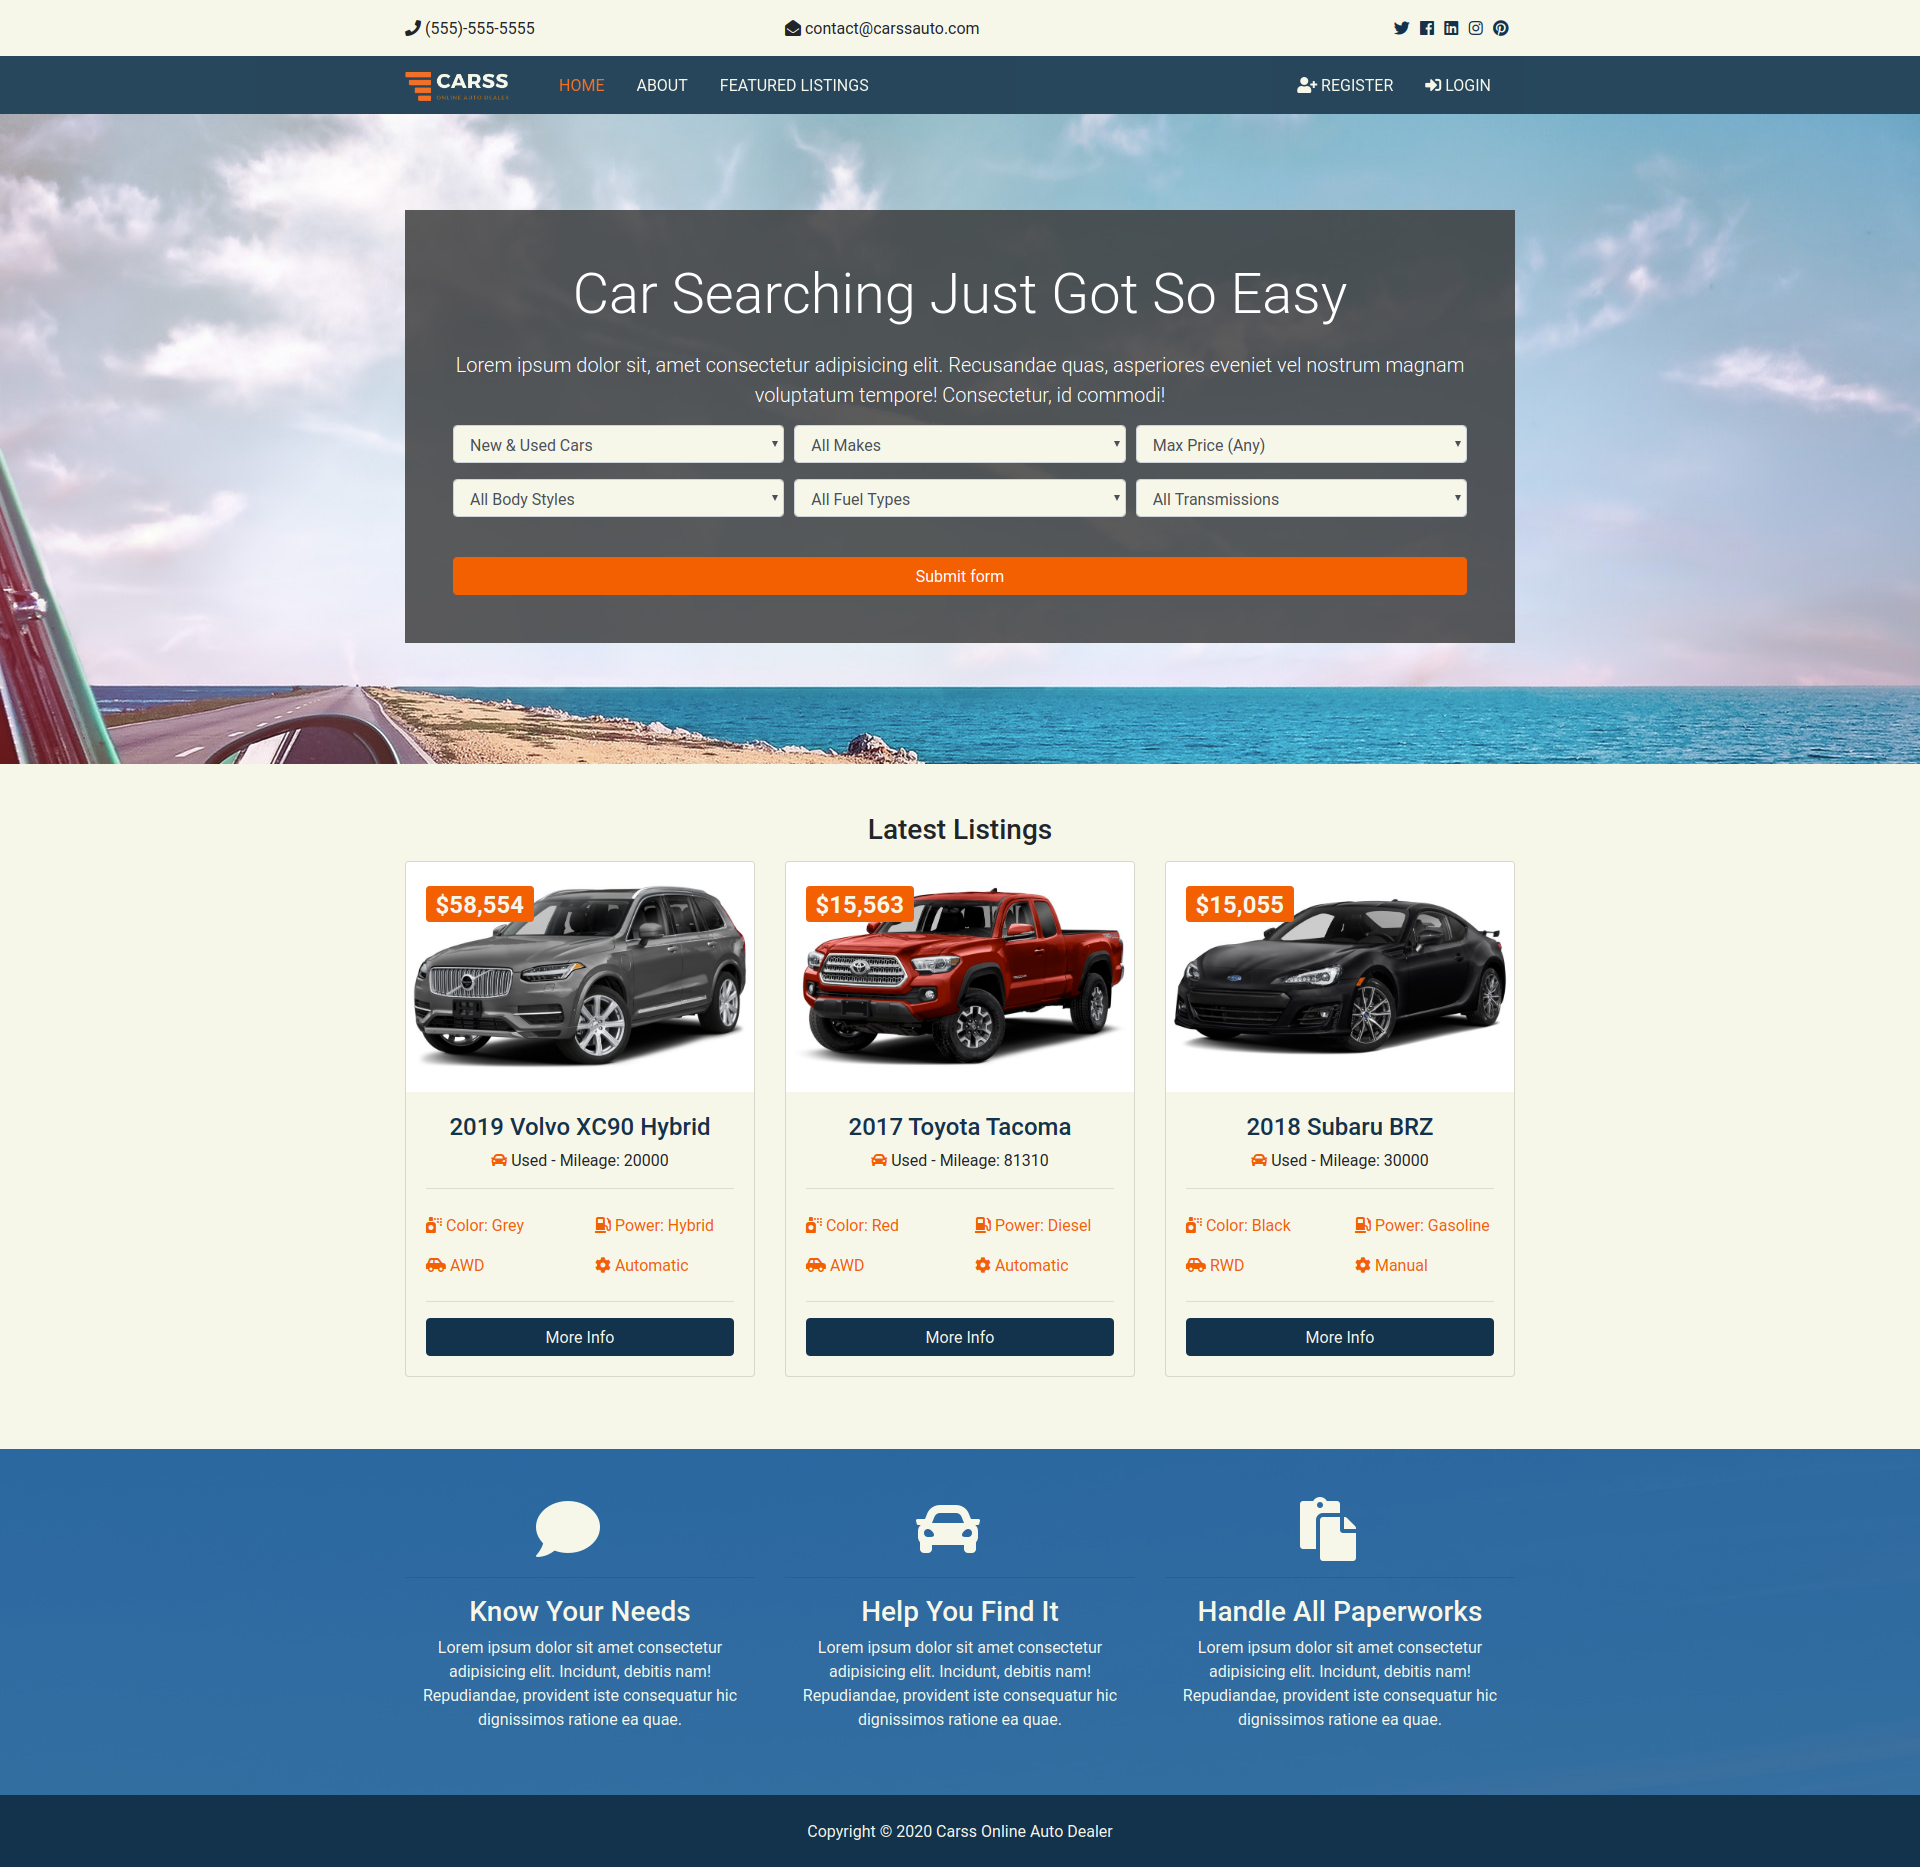 (555)-555-5555
contact@carssauto.com
CARSS
ONLINE AUTO DEALER
HOME
ABOUT
FEATURED LISTINGS
REGISTER
LOGIN
Car Searching Just Got So Easy
Lorem ipsum dolor sit, amet consectetur adipisicing elit. Recusandae quas, asperiores eveniet vel nostrum magnam
voluptatum tempore! Consectetur, id commodi!
New & Used Cars
All Makes
Max Price (Any)
All Body Styles
All Fuel Types
All Transmissions
Submit form
Latest Listings
$58,554
2019 Volvo XC90 Hybrid
Used - Mileage: 20000
Color: Grey
Power: Hybrid
AWD
Automatic
More Info
$15,563
2017 Toyota Tacoma
Used - Mileage: 81310
Color: Red
Power: Diesel
AWD
Automatic
More Info
$15,055
2018 Subaru BRZ
Used - Mileage: 30000
Color: Black
Power: Gasoline
RWD
Manual
More Info
Know Your Needs
Lorem ipsum dolor sit amet consectetur
adipisicing elit. Incidunt, debitis nam!
Repudiandae, provident iste consequatur hic
dignissimos ratione ea quae.
Help You Find It
Lorem ipsum dolor sit amet consectetur
adipisicing elit. Incidunt, debitis nam!
Repudiandae, provident iste consequatur hic
dignissimos ratione ea quae.
Handle All Paperworks
Lorem ipsum dolor sit amet consectetur
adipisicing elit. Incidunt, debitis nam!
Repudiandae, provident iste consequatur hic
dignissimos ratione ea quae.
Copyright © 2020 Carss Online Auto Dealer